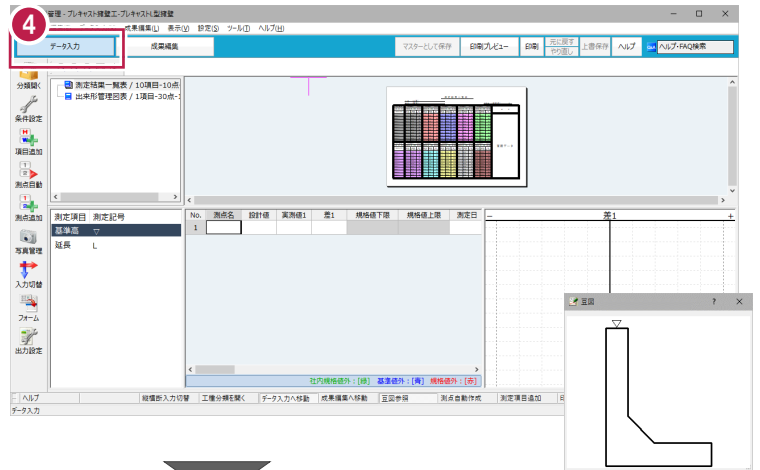 4
管理 - プレキャスト擁壁工-プレキャストL型擁壁
成果編集(L) 表示(V) 設定(S) ツール(T) ヘルプ(H)
データ入力
成果編集
マスターとして保存
印刷プレビュー
印刷
元に戻す
やり直し
上書保存
ヘルプ
Q&A ヘルプ・FAQ検索
分類開く
条件設定
項目追加
測点自動
測点追加
写真管理
入力切替
フォーム
出力設定
測定結果一覧表 / 10項目-10点
出来形管理図表 / 1項目-30点-1
測定項目 測定記号
基準高 ▽
延長 L
No. 測点名 設計値 実測値1 差1 規格値下限 規格値上限 測定日
1
- 差1 +
社内規格値外：[緑] 基準値外：[青] 規格値外：[赤]
豆図 ? ×
ヘルプ
縦横断入力切替 工種分類を開く データ入力へ移動 成果編集へ移動 豆図参照 測点自動作成 測定項目追加
データ入力